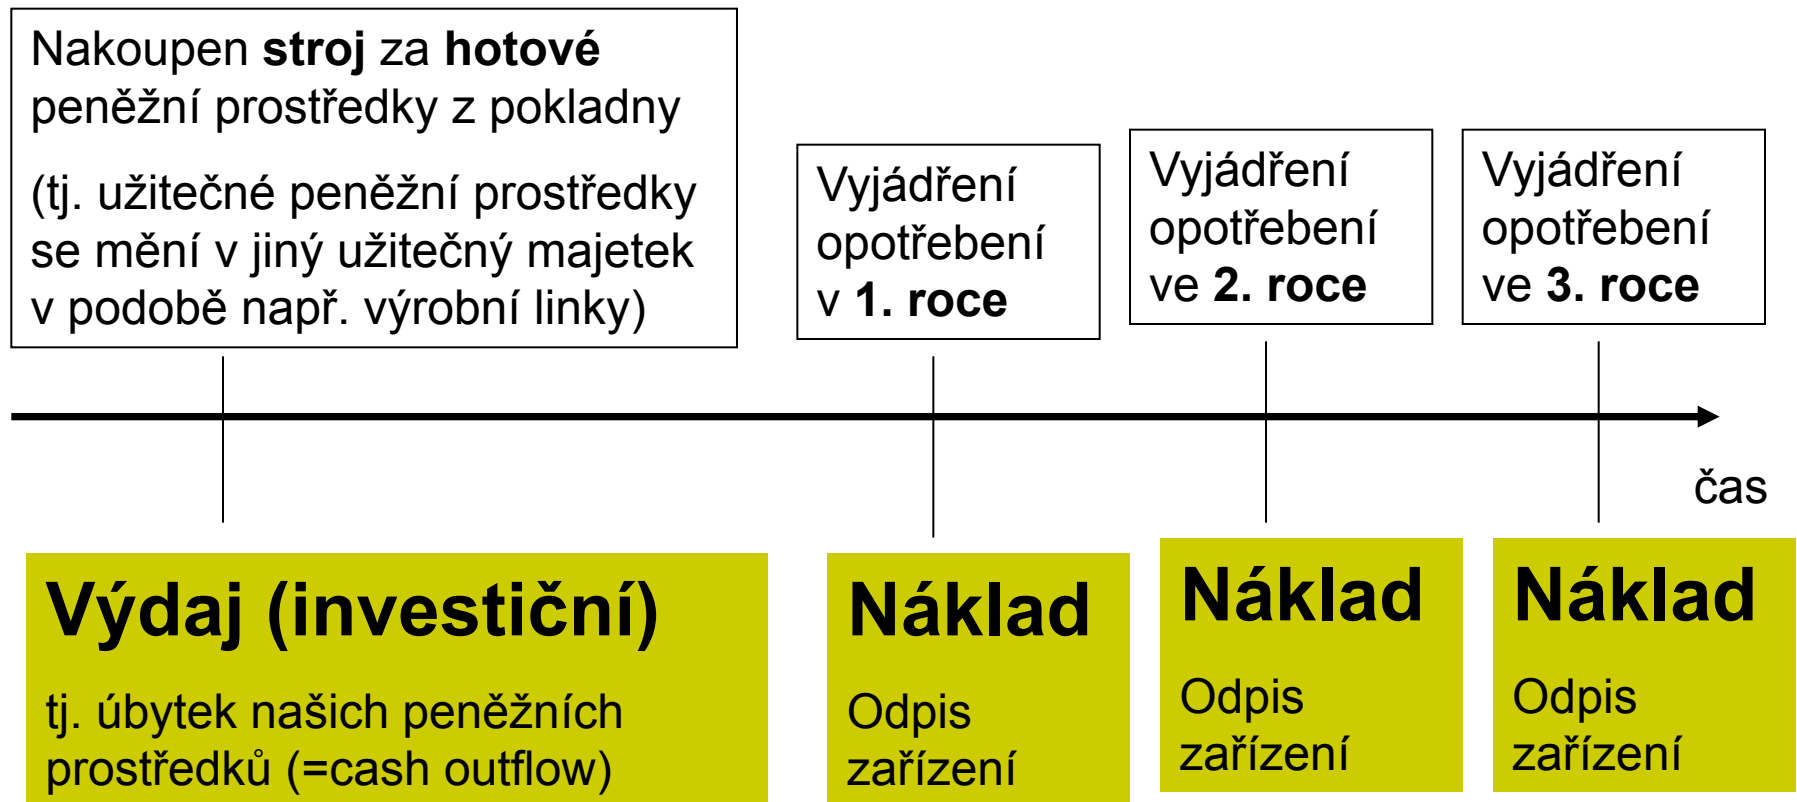 Nakoupen stroj za hotové
peněžní prostředky z pokladny
(tj. užitečné peněžní prostředky
se mění v jiný užitečný majetek
v podobě např. výrobní linky)
Vyjádření
opotřebení
v 1. roce
Vyjádření
opotřebení
ve 2. roce
Vyjádření
opotřebení
ve 3. roce
čas
Výdaj (investiční)
tj. úbytek našich peněžních
prostředků (=cash outflow)
Náklad
Odpis
zařízení
Náklad
Odpis
zařízení
Náklad
Odpis
zařízení